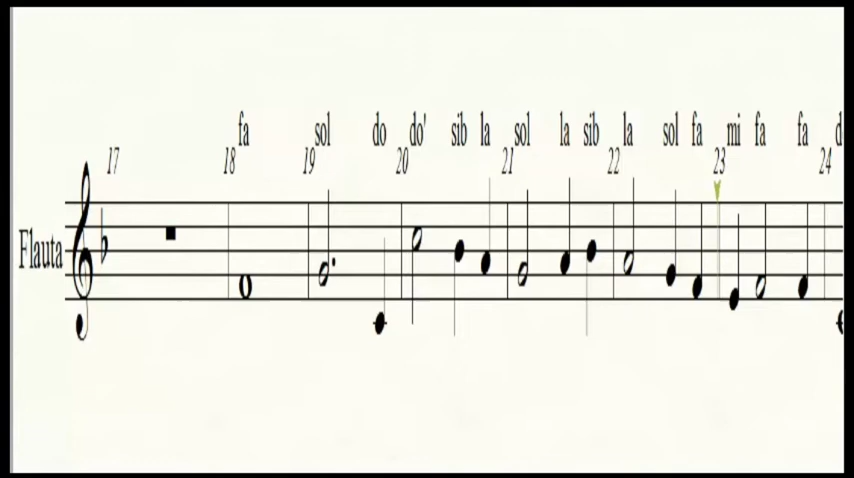 fa sol do do' sib la sol la sib la sol fa mi fa fa
17 18 19 20 21 22 23 24
Flauta